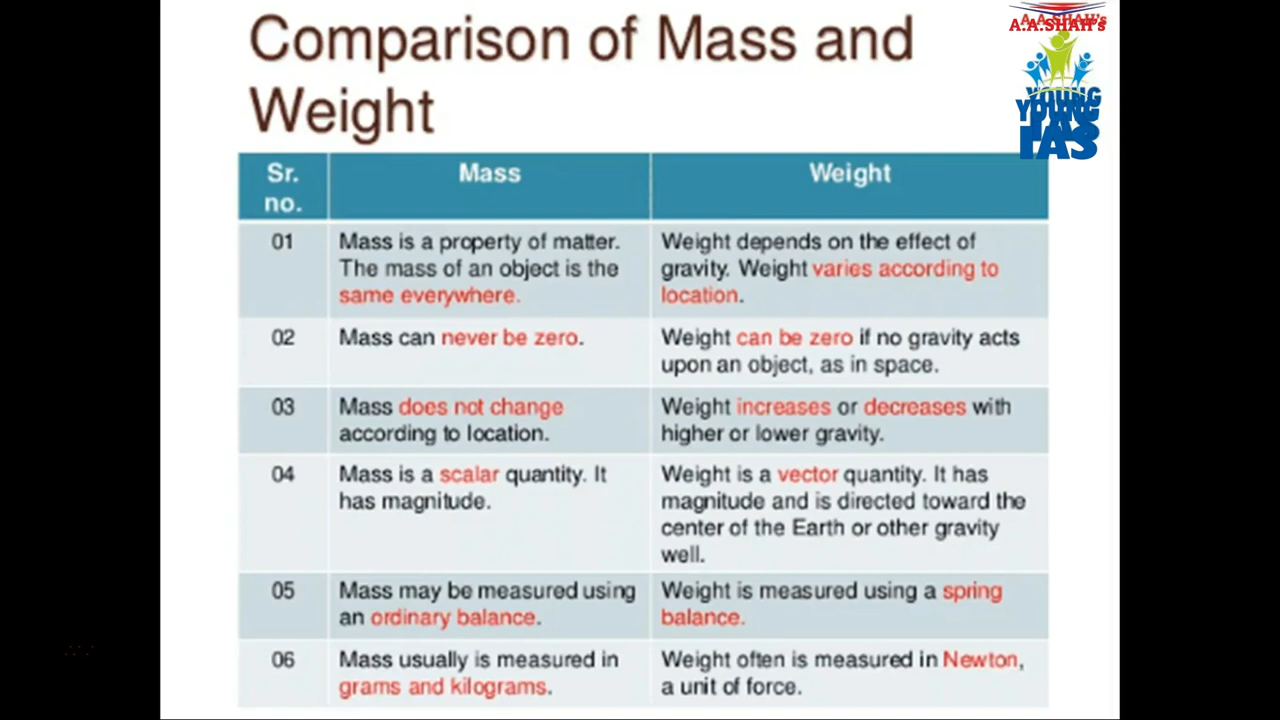 Comparison of Mass and
Weight
A.A.SHAH's
A.A.SHAH's
YOUNG
YOUNG
IAS
IAS
Sr.
no.
Mass
Weight
01
Mass is a property of matter.
The mass of an object is the
same everywhere.
Weight depends on the effect of
gravity. Weight varies according to
location.
02
Mass can never be zero.
Weight can be zero if no gravity acts
upon an object, as in space.
03
Mass does not change
according to location.
Weight increases or decreases with
higher or lower gravity.
04
Mass is a scalar quantity. It
has magnitude.
Weight is a vector quantity. It has
magnitude and is directed toward the
center of the Earth or other gravity
well.
05
Mass may be measured using
an ordinary balance.
Weight is measured using a spring
balance.
06
Mass usually is measured in
grams and kilograms.
Weight often is measured in Newton,
a unit of force.